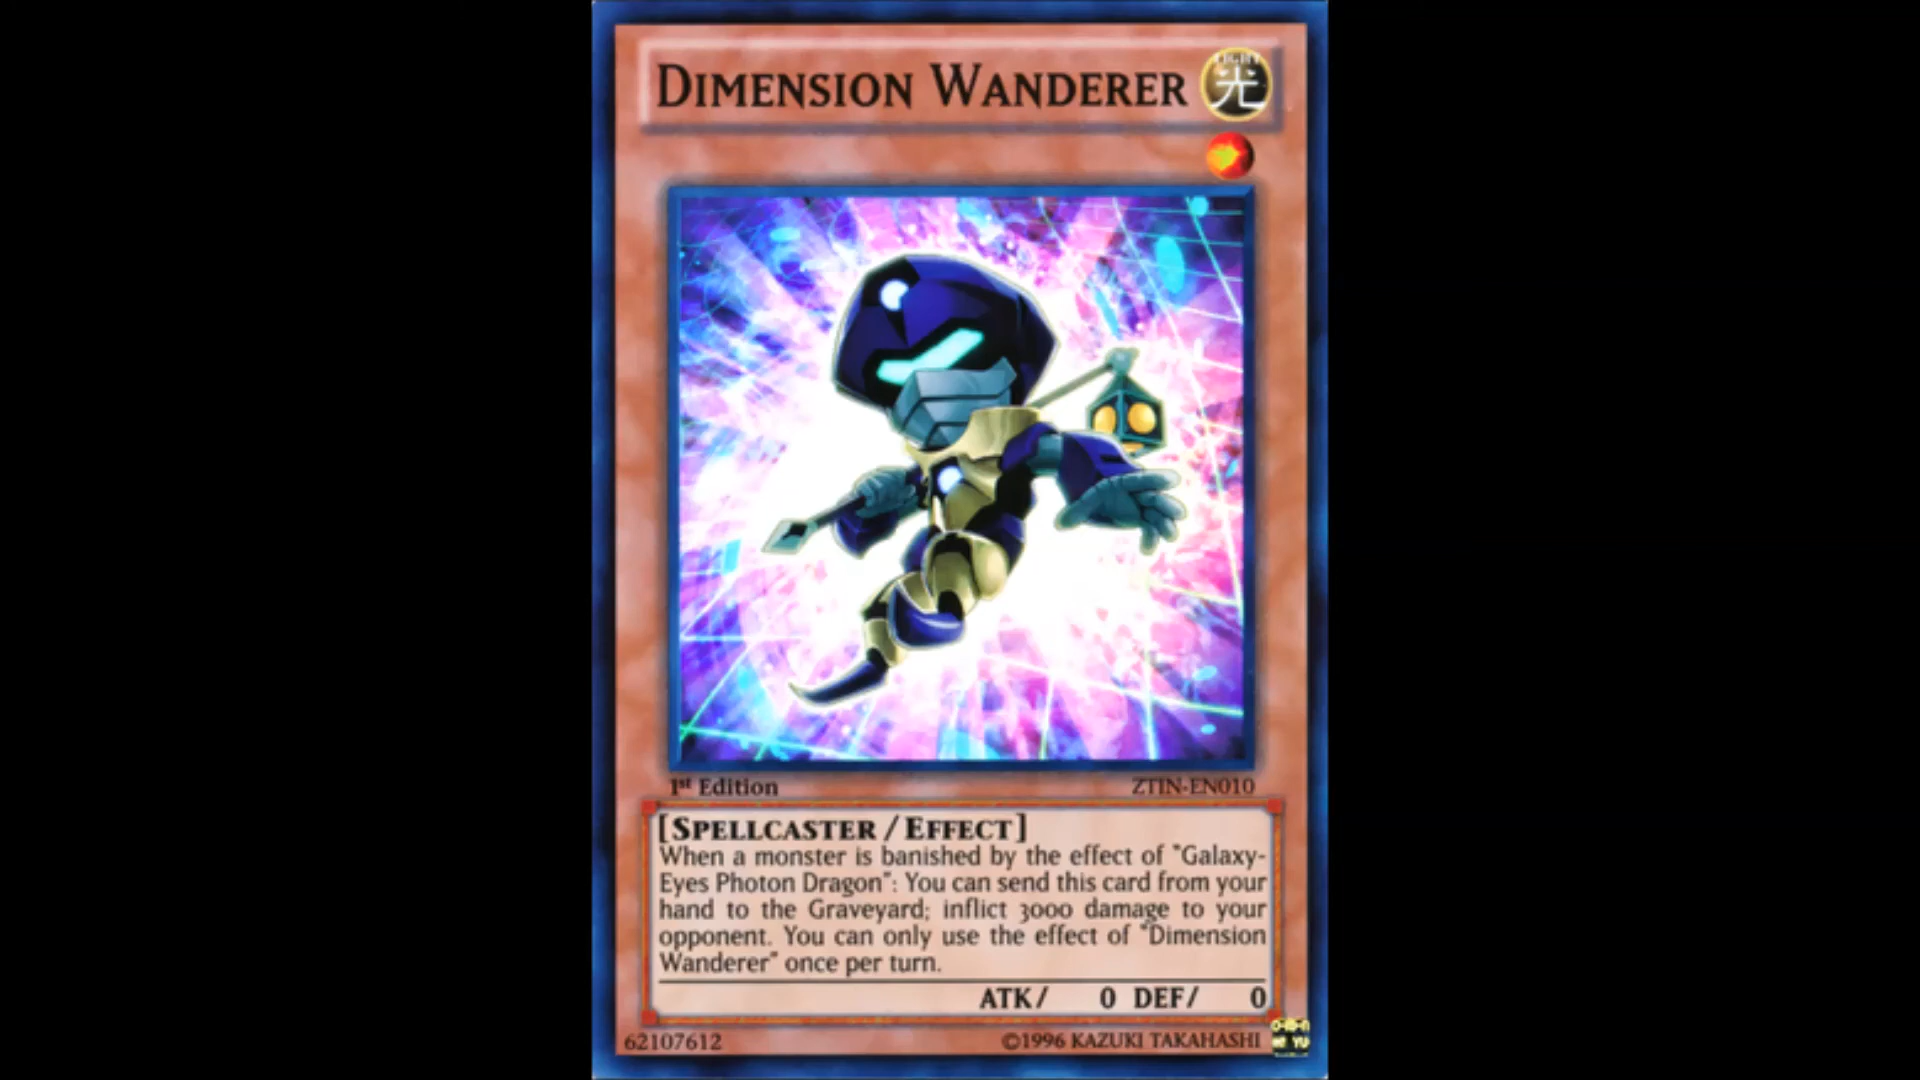 DIMENSION WANDERER
LIGHT
光
1st Edition
ZTIN-EN010
[SPELLCASTER / EFFECT]
When a monster is banished by the effect of "Galaxy-
Eyes Photon Dragon": You can send this card from your
hand to the Graveyard; inflict 3000 damage to your
opponent. You can only use the effect of "Dimension
Wanderer" once per turn.
ATK/ 0 DEF/ 0
62107612
©1996 KAZUKI TAKAHASHI